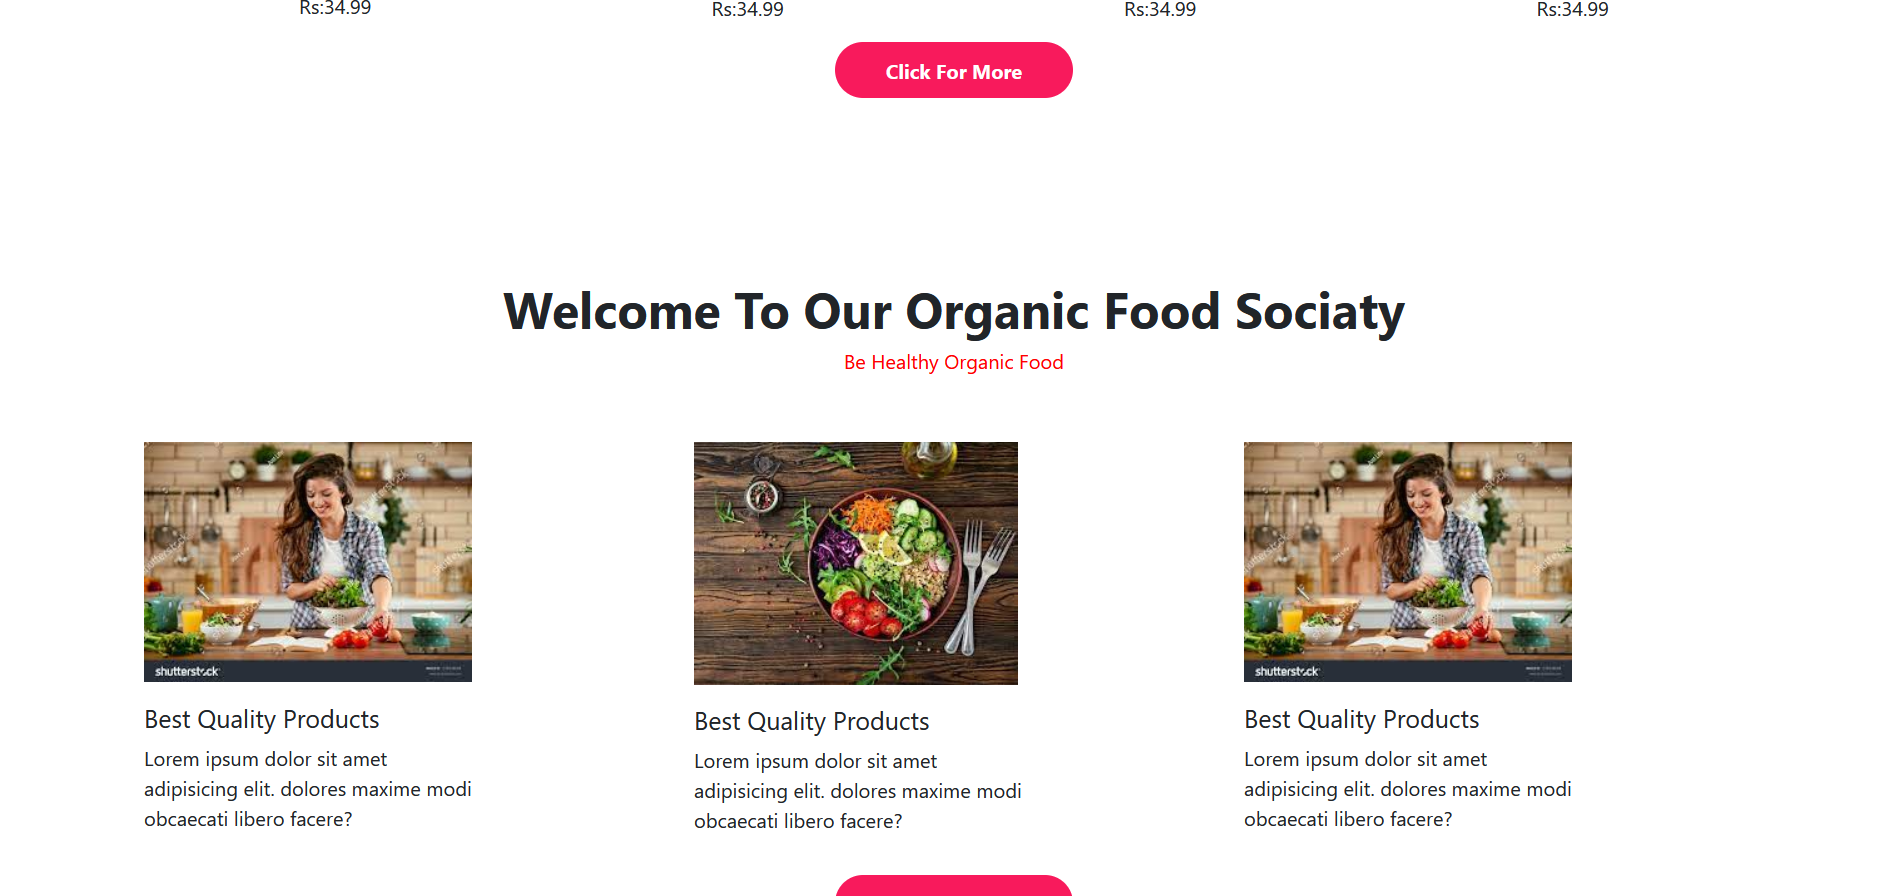 Rs:34.99 Rs:34.99 Rs:34.99 Rs:34.99
Click For More
Welcome To Our Organic Food Sociaty
Be Healthy Organic Food
shutterstock
shutterstock
Best Quality Products
Lorem ipsum dolor sit amet
adipisicing elit. dolores maxime modi
obcaecati libero facere?
Best Quality Products
Lorem ipsum dolor sit amet
adipisicing elit. dolores maxime modi
obcaecati libero facere?
Best Quality Products
Lorem ipsum dolor sit amet
adipisicing elit. dolores maxime modi
obcaecati libero facere?